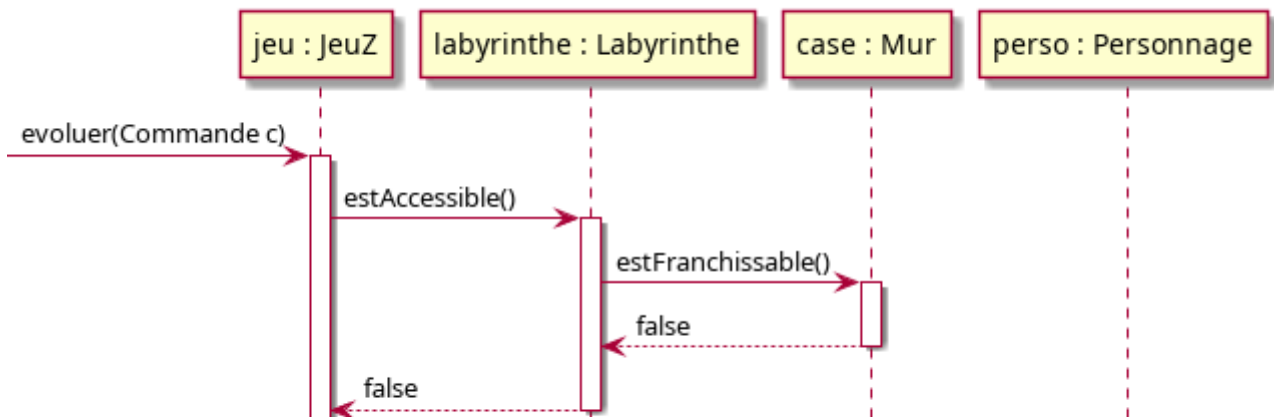 jeu : JeuZ
labyrinthe : Labyrinthe
case : Mur
perso : Personnage
evoluer(Commande c)
estAccessible()
estFranchissable()
false
false